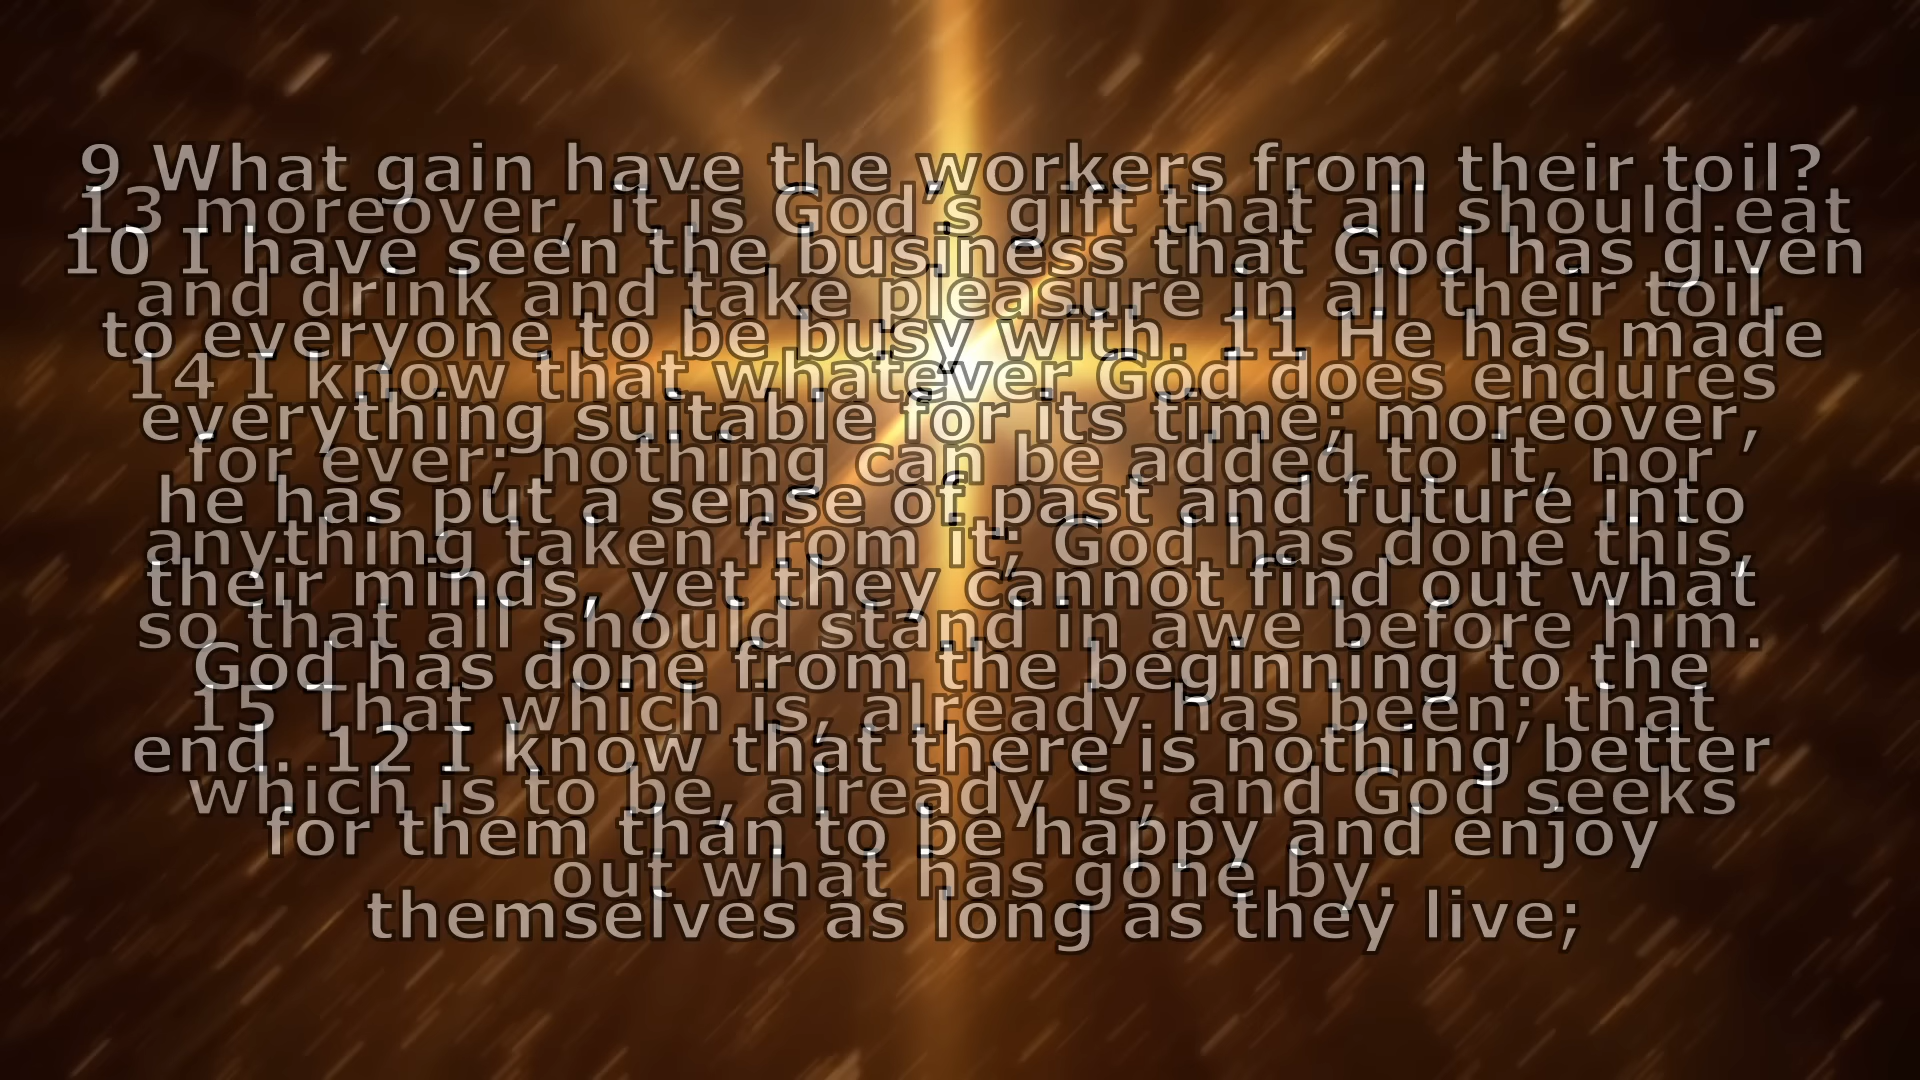 9 What gain have the workers from their toil?
10 I have seen the business that God has given
to everyone to be busy with. 11 He has made
everything suitable for its time; moreover,
he has put a sense of past and future into
their minds, yet they cannot find out what
God has done from the beginning to the
end. 12 I know that there is nothing better
for them than to be happy and enjoy
themselves as long as they live;
13 moreover, it is God’s gift that all should eat
and drink and take pleasure in all their toil.
14 I know that whatever God does endures
for ever; nothing can be added to it, nor
anything taken from it; God has done this,
so that all should stand in awe before him.
15 That which is, already has been; that
which is to be, already is; and God seeks
out what has gone by.